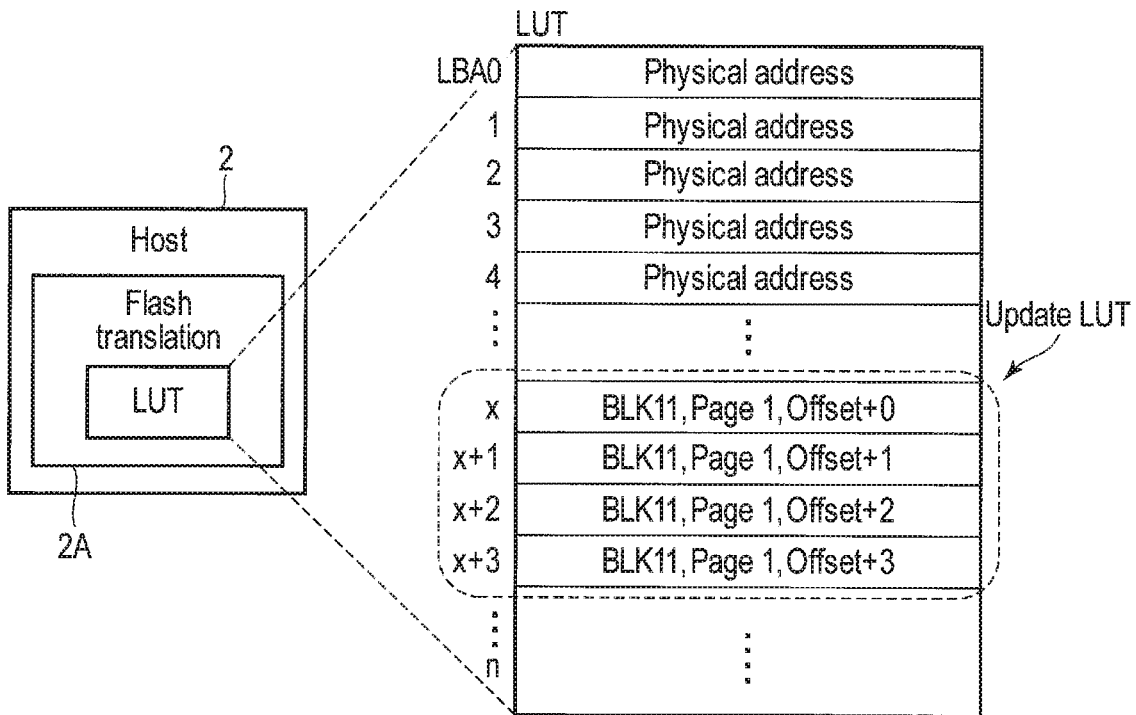 LUT
LBA0 Physical address
1 Physical address
2 Physical address
3 Physical address
4 Physical address
2
Host
Flash
translation
LUT
2A
Update LUT
x BLK11, Page 1, Offset+0
x+1 BLK11, Page 1, Offset+1
x+2 BLK11, Page 1, Offset+2
x+3 BLK11, Page 1, Offset+3
n